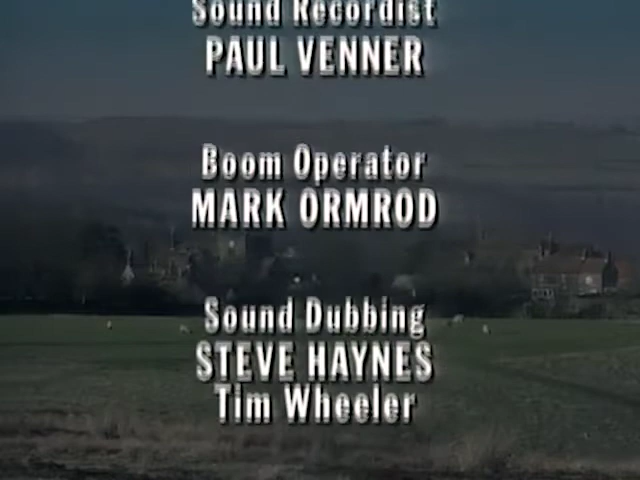 Sound Recordist
PAUL VENNER
Boom Operator
MARK ORMROD
Sound Dubbing
STEVE HAYNES
Tim Wheeler